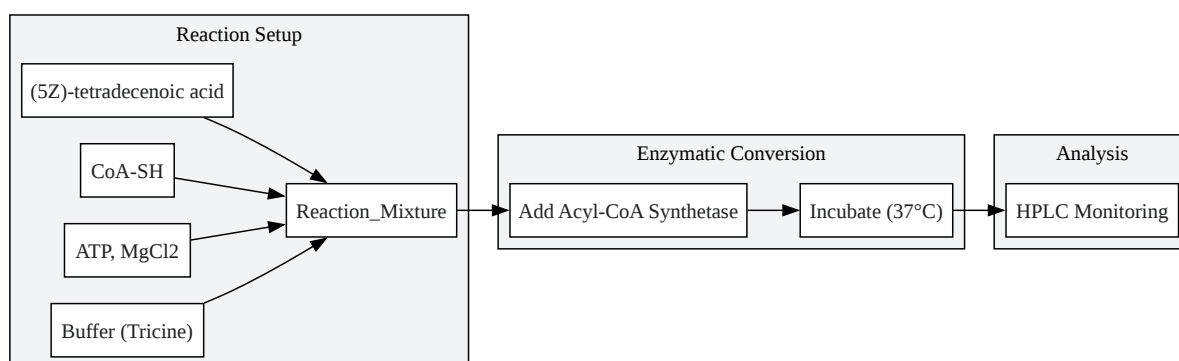 Reaction Setup
(5Z)-tetradecenoic acid
CoA-SH
ATP, MgCl2
Buffer (Tricine)
Reaction_Mixture
Enzymatic Conversion
Add Acyl-CoA Synthetase
Incubate (37°C)
Analysis
HPLC Monitoring